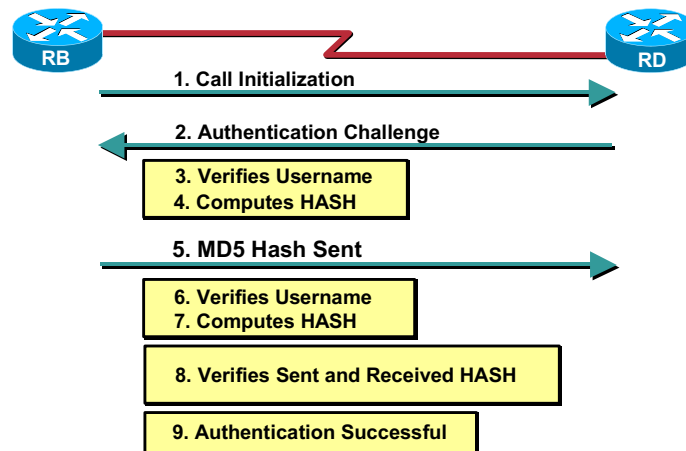 RB
RD
1. Call Initialization
2. Authentication Challenge
3. Verifies Username
4. Computes HASH
5. MD5 Hash Sent
6. Verifies Username
7. Computes HASH
8. Verifies Sent and Received HASH
9. Authentication Successful